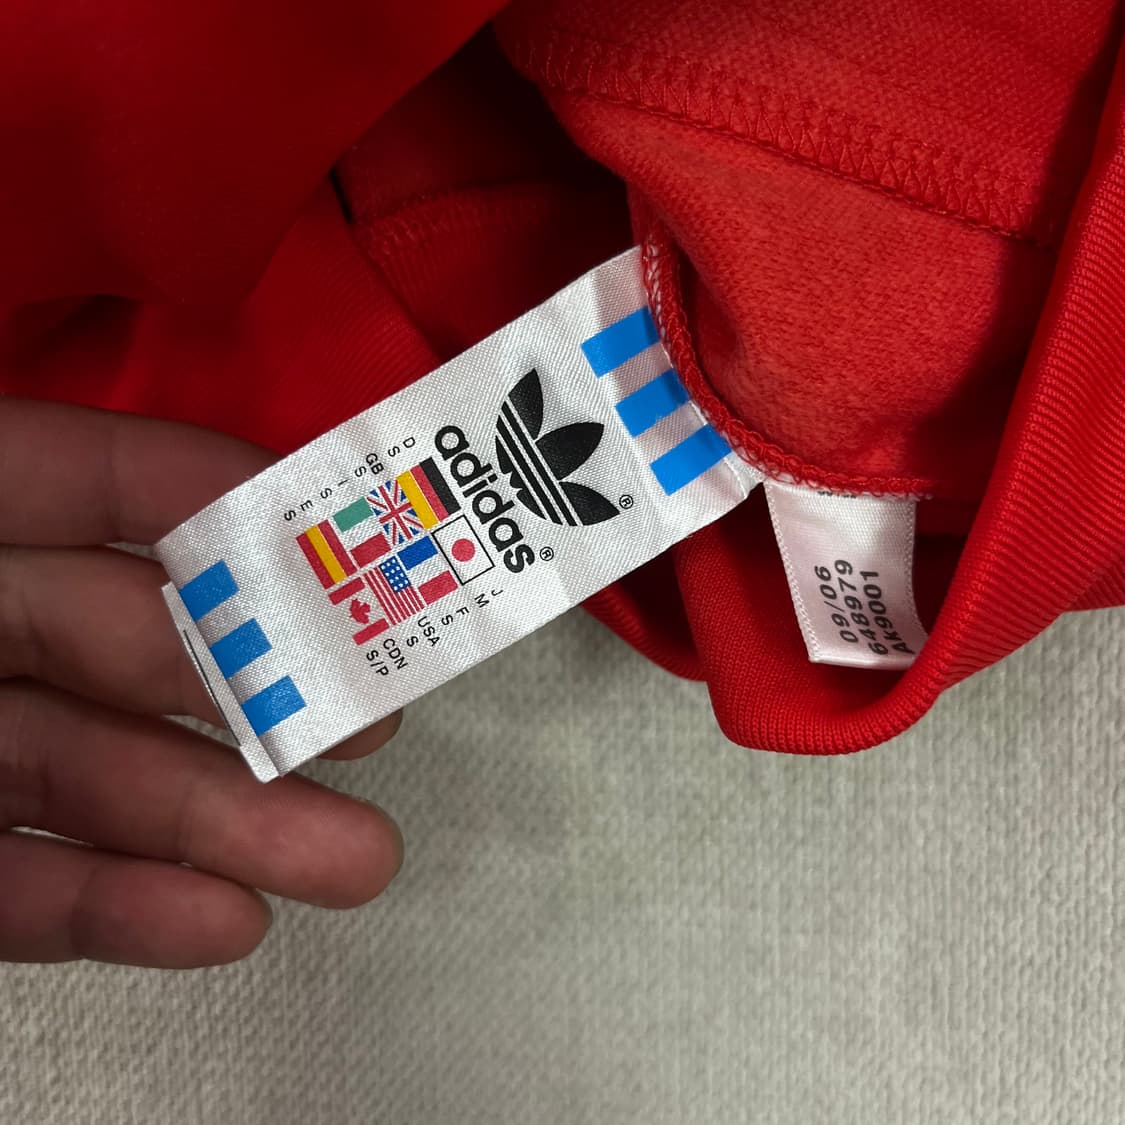 ®
adidas®
D J
S M
GB F
S S
I USA
S S
E CDN
S S/P
09/06
648979
AK9001